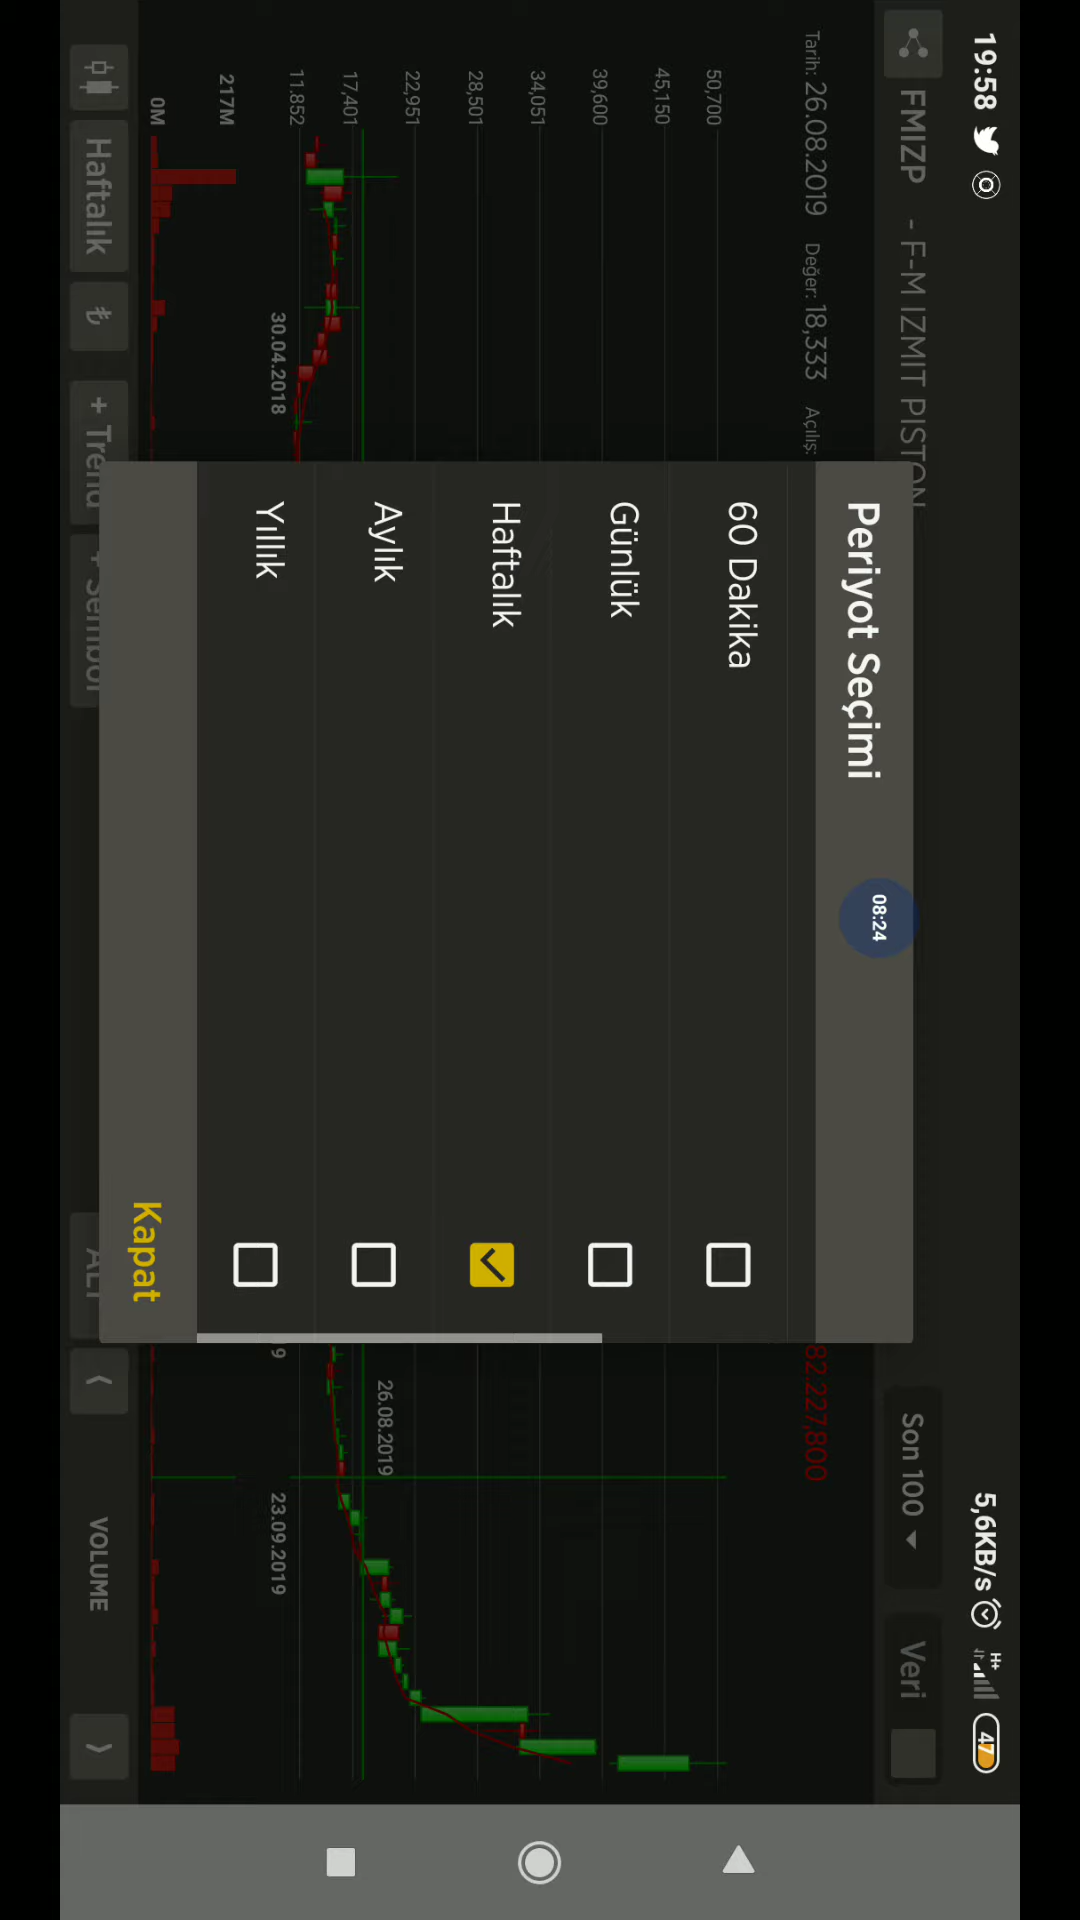 19:58
5,6KB/s
H+
47
FMIZP - F-M IZMIT PISTON
Son 100
Veri
Tarih: 26.08.2019 Değer: 18,333 Açılış:
82.227,800
50,700
45,150
39,600
34,051
28,501
22,951
17,401
11.852
217M
0M
30.04.2018
9
26.08.2019
23.09.2019
Periyot Seçimi
08:24
60 Dakika
Günlük
Haftalık
Aylık
Yıllık
Kapat
Haftalık
₺
+ Trend
+ Sembol
VOLUME